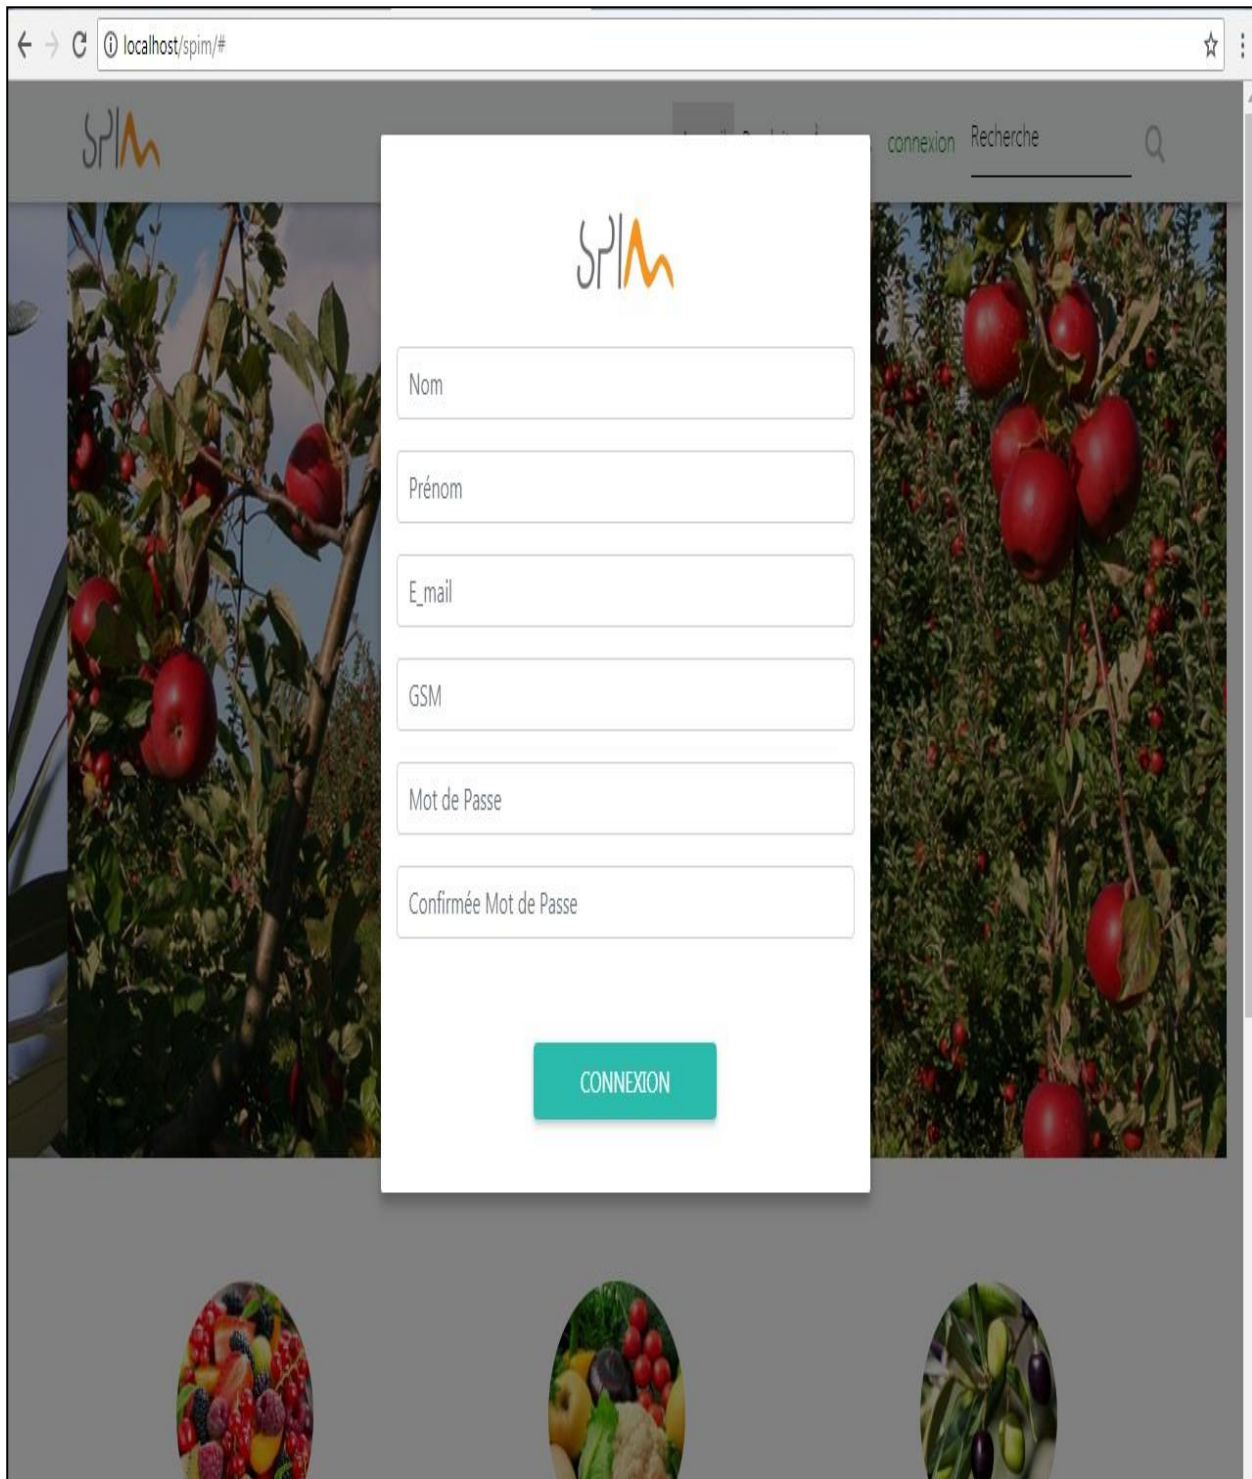 localhost/spim/#
SPIM
connexion Recherche
SPIM
Nom
Prénom
E_mail
GSM
Mot de Passe
Confirmée Mot de Passe
CONNEXION